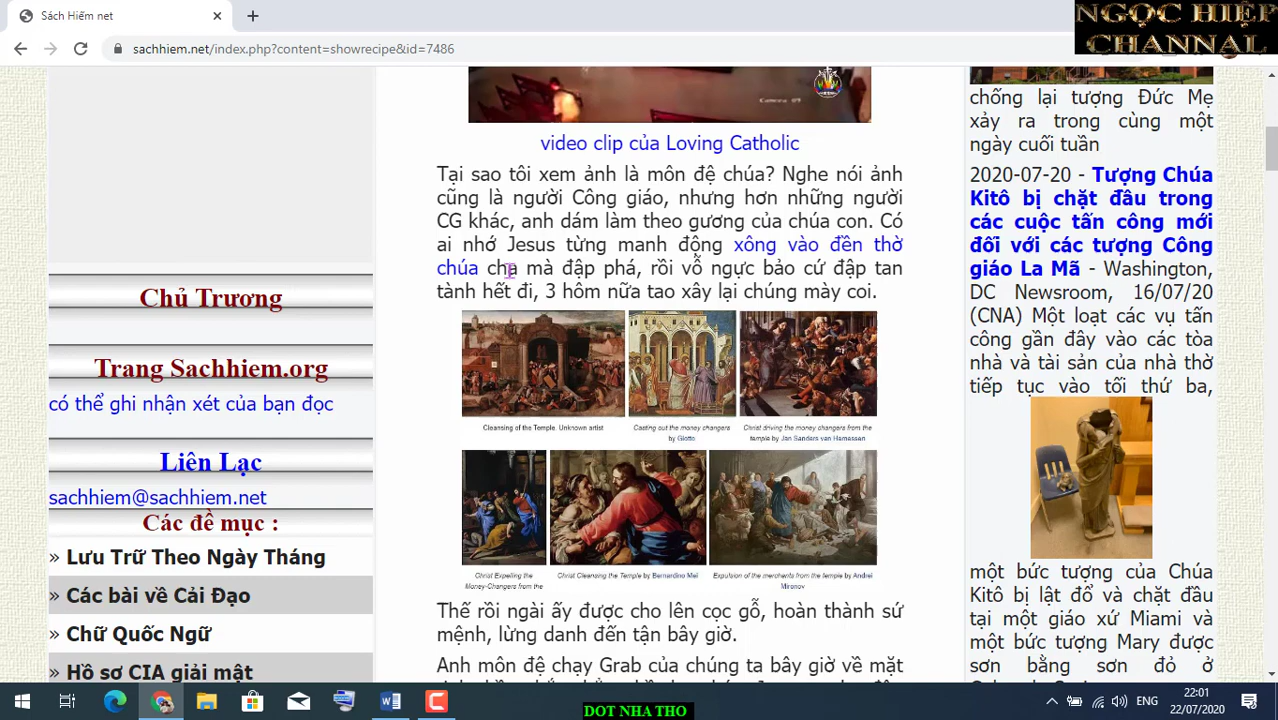 Sách Hiếm net
NGỌC HIỆP
CHANNAL
sachhiem.net/index.php?content=showrecipe&id=7486
Chủ Trương
Trang Sachhiem.org
có thể ghi nhận xét của bạn đọc
Liên Lạc
sachhiem@sachhiem.net
Các đề mục :
» Lưu Trữ Theo Ngày Tháng
» Các bài về Cải Đạo
» Chữ Quốc Ngữ
» Hồ sơ CIA giải mật
Camera 09
video clip của Loving Catholic
Tại sao tôi xem ảnh là môn đệ chúa? Nghe nói ảnh
cũng là người Công giáo, nhưng hơn những người
CG khác, anh dám làm theo gương của chúa con. Có
ai nhớ Jesus từng manh động xông vào đền thờ
chúa cha mà đập phá, rồi vỗ ngực bảo cứ đập tan
tành hết đi, 3 hôm nữa tao xây lại chúng mày coi.
Cleansing of the Temple. Unknown artist
Casting out the money changers
by Giotto
Christ driving the money changers from the
temple by Jan Sanders van Hemessen
Christ Expelling the
Money-Changers from the
Christ Cleansing the Temple by Bernardino Mei
Expulsion of the merchants from the temple by Andrei
Mironov
Thế rồi ngài ấy được cho lên cọc gỗ, hoàn thành sứ
mệnh, lừng danh đến tận bây giờ.
Anh môn đệ chạy Grab của chúng ta bây giờ về mặt
chống lại tượng Đức Mẹ
xảy ra trong cùng một
ngày cuối tuần
2020-07-20 - Tượng Chúa
Kitô bị chặt đầu trong
các cuộc tấn công mới
đối với các tượng Công
giáo La Mã - Washington,
DC Newsroom, 16/07/20
(CNA) Một loạt các vụ tấn
công gần đây vào các tòa
nhà và tài sản của nhà thờ
tiếp tục vào tối thứ ba,
một bức tượng của Chúa
Kitô bị lật đổ và chặt đầu
tại một giáo xứ Miami và
một bức tượng Mary được
sơn bằng sơn đỏ ở
ENG
22:01
22/07/2020
DOT NHA THO